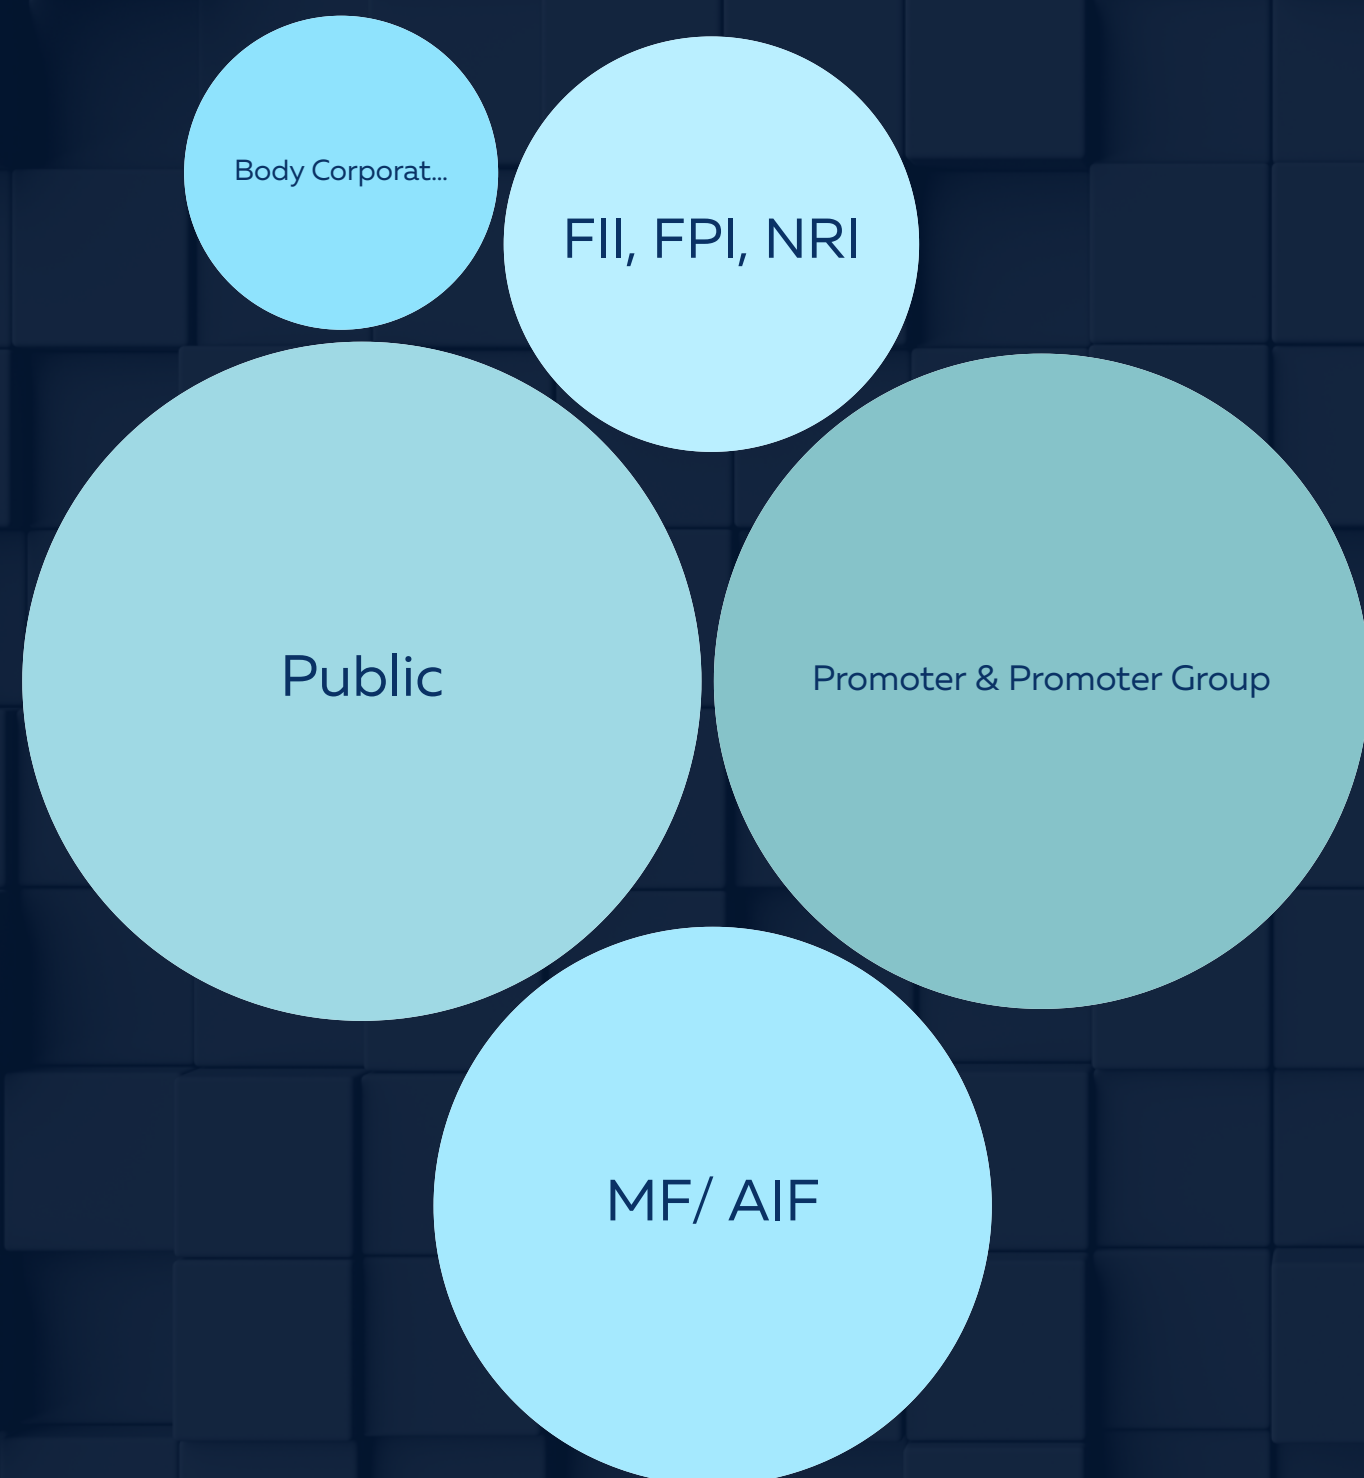 Body Corporat...
FII, FPI, NRI
Public
Promoter & Promoter Group
MF/ AIF